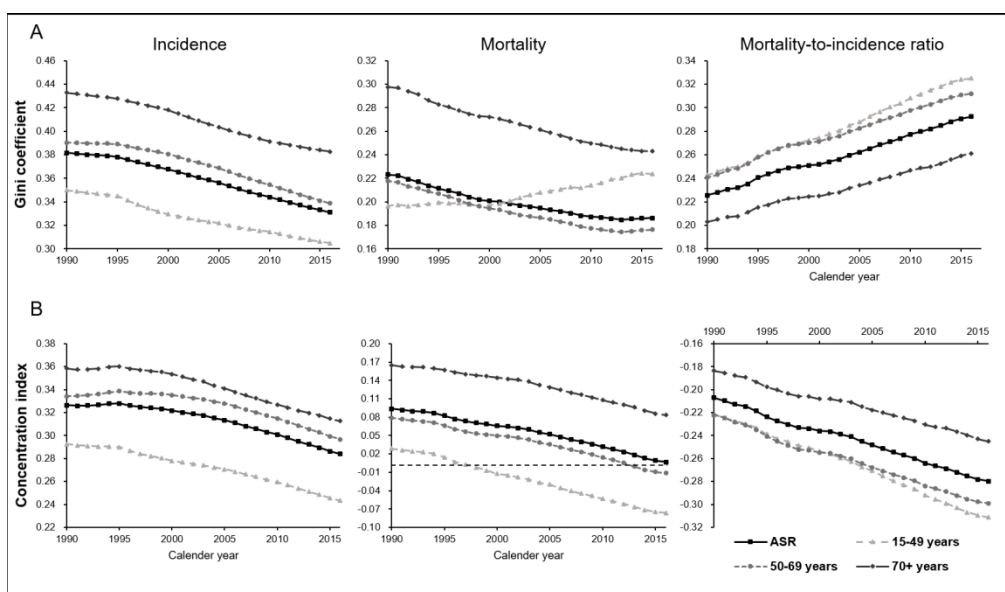 A
Incidence
Mortality
Mortality-to-incidence ratio
Gini coefficient
0.46
0.44
0.42
0.40
0.38
0.36
0.34
0.32
0.30
1990 1995 2000 2005 2010 2015
0.32
0.30
0.28
0.26
0.24
0.22
0.20
0.18
0.16
1990 1995 2000 2005 2010 2015
0.34
0.32
0.30
0.28
0.26
0.24
0.22
0.20
0.18
1990 1995 2000 2005 2010 2015
Calender year
B
Concentration index
0.38
0.36
0.34
0.32
0.30
0.28
0.26
0.24
0.22
1990 1995 2000 2005 2010 2015
Calender year
0.20
0.17
0.14
0.11
0.08
0.05
0.02
-0.01
-0.04
-0.07
-0.10
1990 1995 2000 2005 2010 2015
Calender year
1990 1995 2000 2005 2010 2015
-0.16
-0.18
-0.20
-0.22
-0.24
-0.26
-0.28
-0.30
-0.32
ASR
15-49 years
50-69 years
70+ years